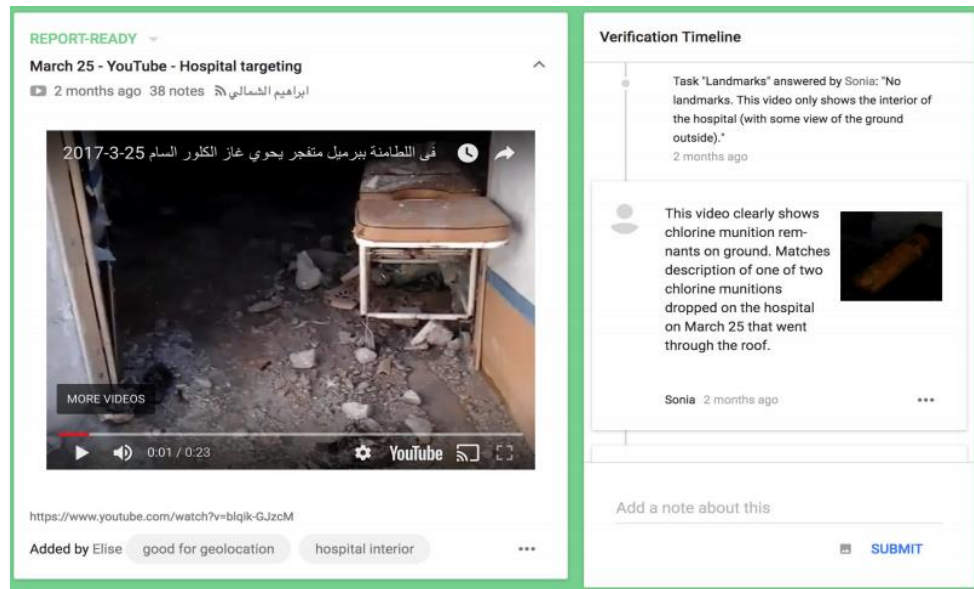 REPORT-READY
March 25 - YouTube - Hospital targeting
2 months ago 38 notes ابراهيم الشمالي
في اللطامنة ببرميل متفجر يحوي غاز الكلور السام 25-3-2017
MORE VIDEOS
0:01 / 0:23
YouTube
https://www.youtube.com/watch?v=blqik-GJzcM
Added by Elise good for geolocation hospital interior
Verification Timeline
Task "Landmarks" answered by Sonia: "No
landmarks. This video only shows the interior of
the hospital (with some view of the ground
outside)."
2 months ago
This video clearly shows
chlorine munition rem-
nants on ground. Matches
description of one of two
chlorine munitions
dropped on the hospital
on March 25 that went
through the roof.
Sonia 2 months ago
Add a note about this
SUBMIT